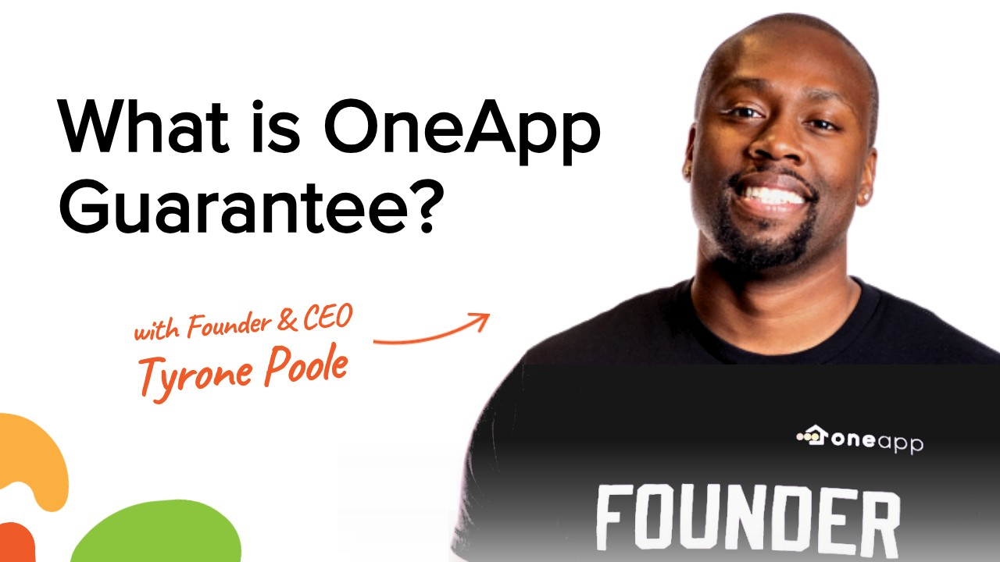 What is OneApp
Guarantee?
with Founder & CEO
Tyrone Poole
oneapp
FOUNDER